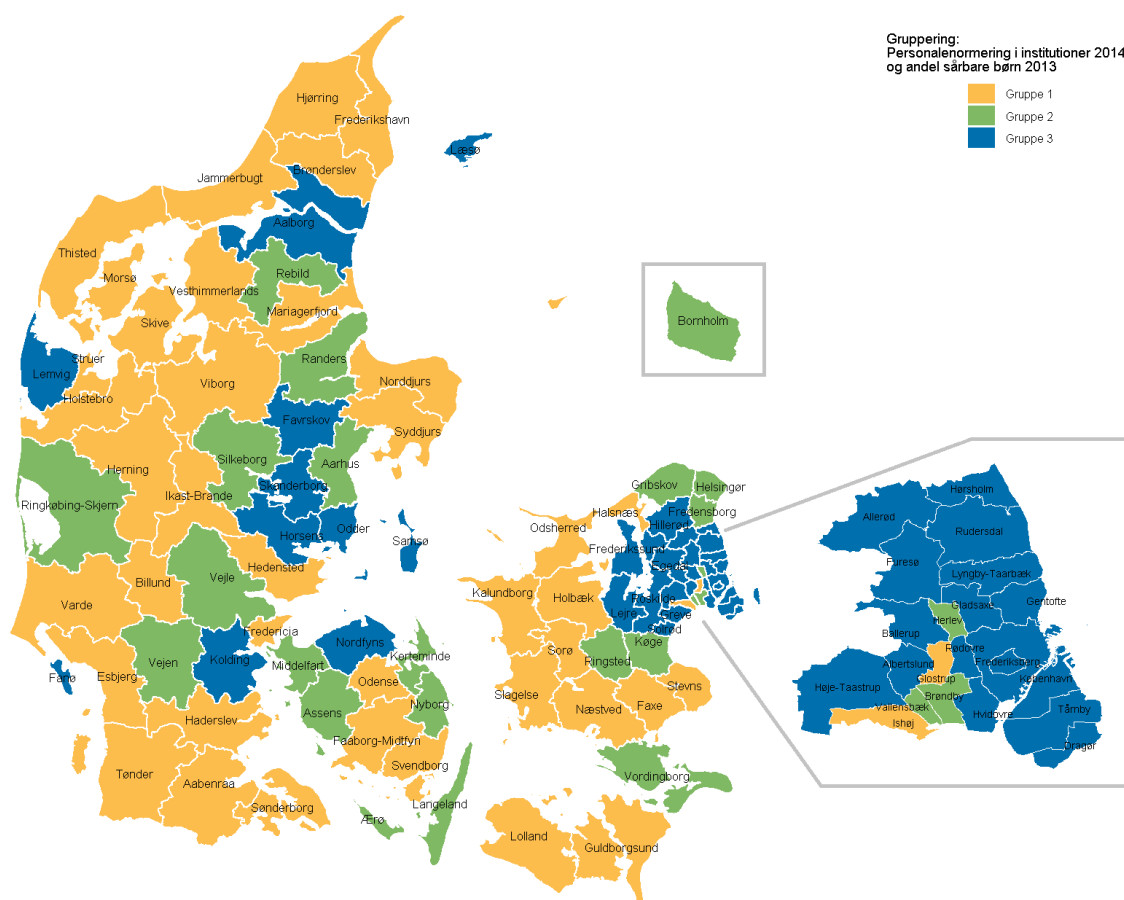 Gruppering:
Personalenormering i institutioner 2014
og andel sårbare børn 2013
Gruppe 1
Gruppe 2
Gruppe 3
Hjørring
Frederikshavn
Læsø
Brønderslev
Jammerbugt
Aalborg
Thisted
Morsø
Rebild
Vesthimmerlands
Mariagerfjord
Skive
Bornholm
Struer
Lemvig
Randers
Viborg
Norddjurs
Holstebro
Favrskov
Syddjurs
Herning
Silkeborg
Aarhus
Skanderborg
Ikast-Brande
Ringkøbing-Skjern
Horsens
Odder
Samsø
Hedensted
Billund
Vejle
Varde
Fredericia
Nordfyns
Vejen
Kolding
Middelfart
Kerteminde
Fanø
Esbjerg
Odense
Assens
Nyborg
Haderslev
Faaborg-Midtfyn
Svendborg
Tønder
Aabenraa
Sønderborg
Langeland
Ærø
Gribskov
Helsingør
Halsnæs
Fredensborg
Hillerød
Odsherred
Frederikssund
Egedal
Kalundborg
Holbæk
Roskilde
Lejre
Greve
Solrød
Køge
Sorø
Ringsted
Slagelse
Stevns
Næstved
Faxe
Vordingborg
Lolland
Guldborgsund
Hørsholm
Allerød
Rudersdal
Furesø
Lyngby-Taarbæk
Gladsaxe
Gentofte
Herlev
Ballerup
Rødovre
Albertslund
Frederiksberg
Glostrup
København
Høje-Taastrup
Brøndby
Vallensbæk
Tårnby
Hvidovre
Ishøj
Dragør